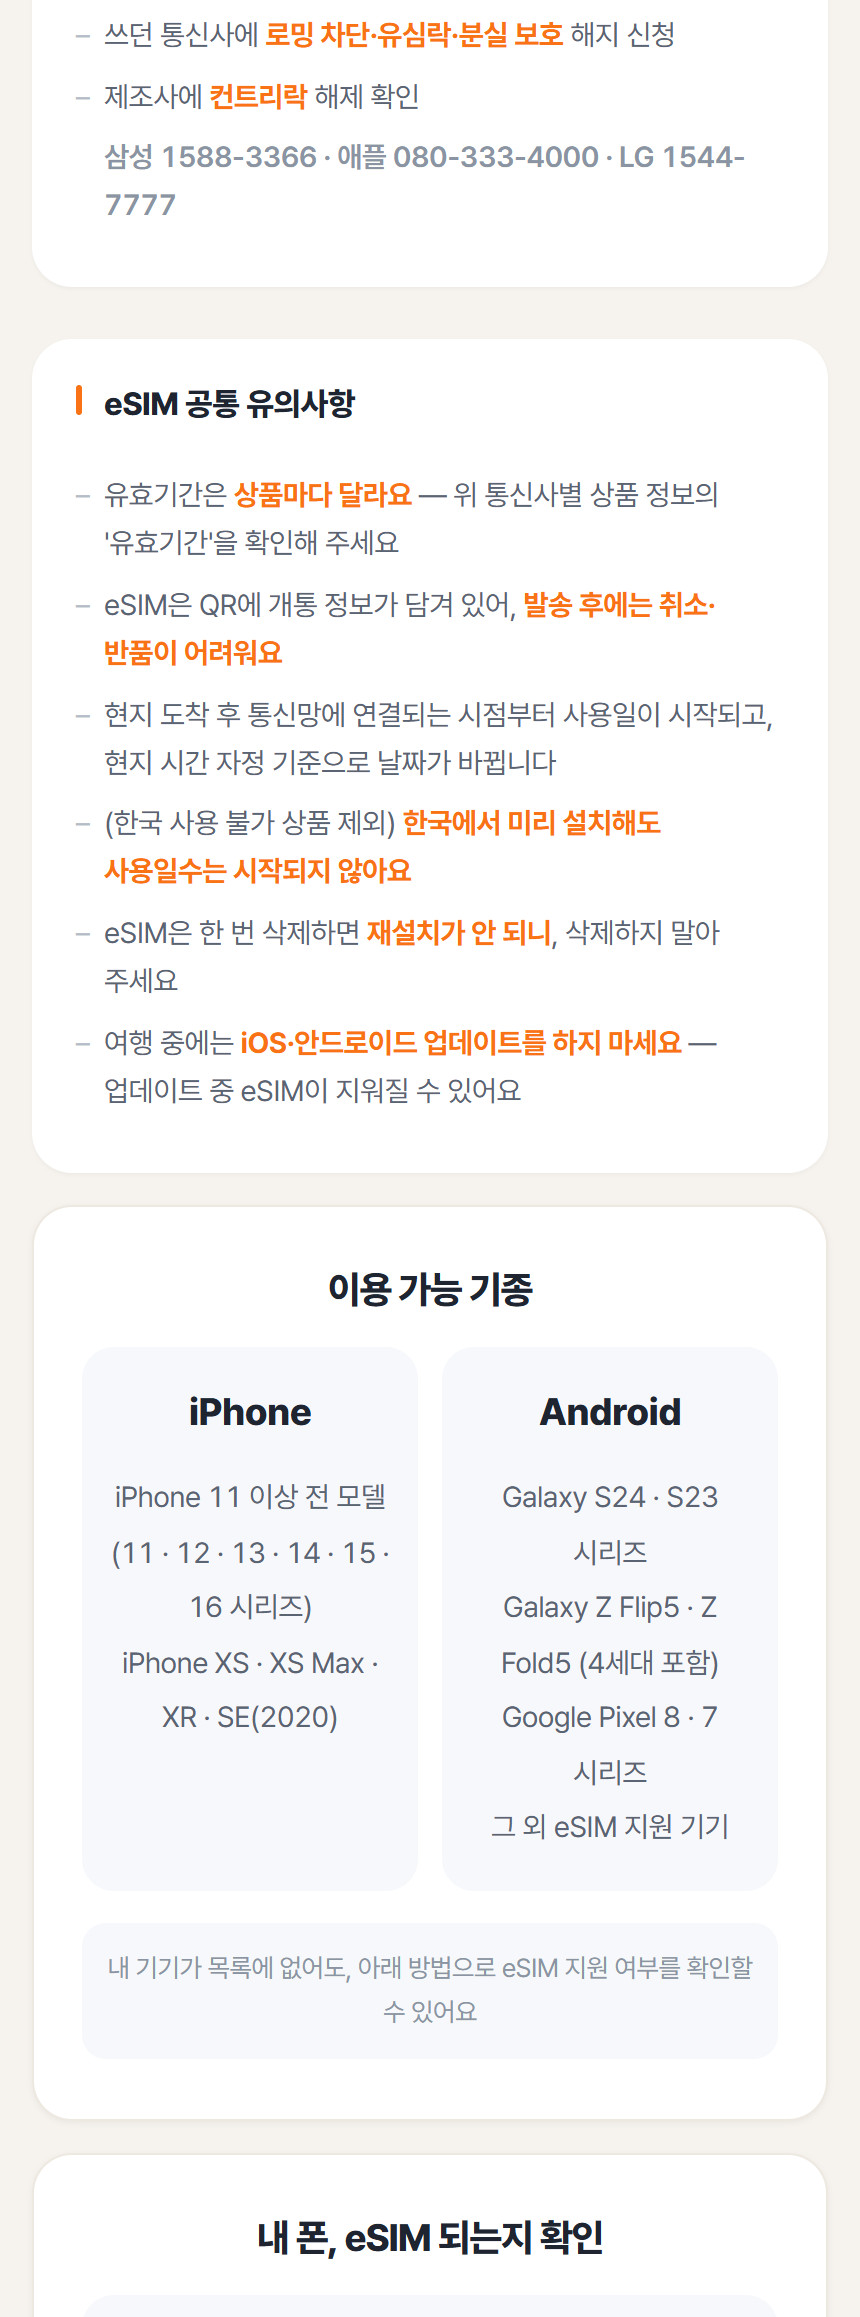 – 쓰던 통신사에 로밍 차단·유심락·분실 보호 해지 신청
– 제조사에 컨트리락 해제 확인
삼성 1588-3366 · 애플 080-333-4000 · LG 1544-
7777
eSIM 공통 유의사항
– 유효기간은 상품마다 달라요 — 위 통신사별 상품 정보의
'유효기간'을 확인해 주세요
– eSIM은 QR에 개통 정보가 담겨 있어, 발송 후에는 취소·
반품이 어려워요
– 현지 도착 후 통신망에 연결되는 시점부터 사용일이 시작되고,
현지 시간 자정 기준으로 날짜가 바뀝니다
– (한국 사용 불가 상품 제외) 한국에서 미리 설치해도
사용일수는 시작되지 않아요
– eSIM은 한 번 삭제하면 재설치가 안 되니, 삭제하지 말아
주세요
– 여행 중에는 iOS·안드로이드 업데이트를 하지 마세요 —
업데이트 중 eSIM이 지워질 수 있어요
이용 가능 기종
iPhone
iPhone 11 이상 전 모델
(11 · 12 · 13 · 14 · 15 ·
16 시리즈)
iPhone XS · XS Max ·
XR · SE(2020)
Android
Galaxy S24 · S23
시리즈
Galaxy Z Flip5 · Z
Fold5 (4세대 포함)
Google Pixel 8 · 7
시리즈
그 외 eSIM 지원 기기
내 기기가 목록에 없어도, 아래 방법으로 eSIM 지원 여부를 확인할
수 있어요
내 폰, eSIM 되는지 확인